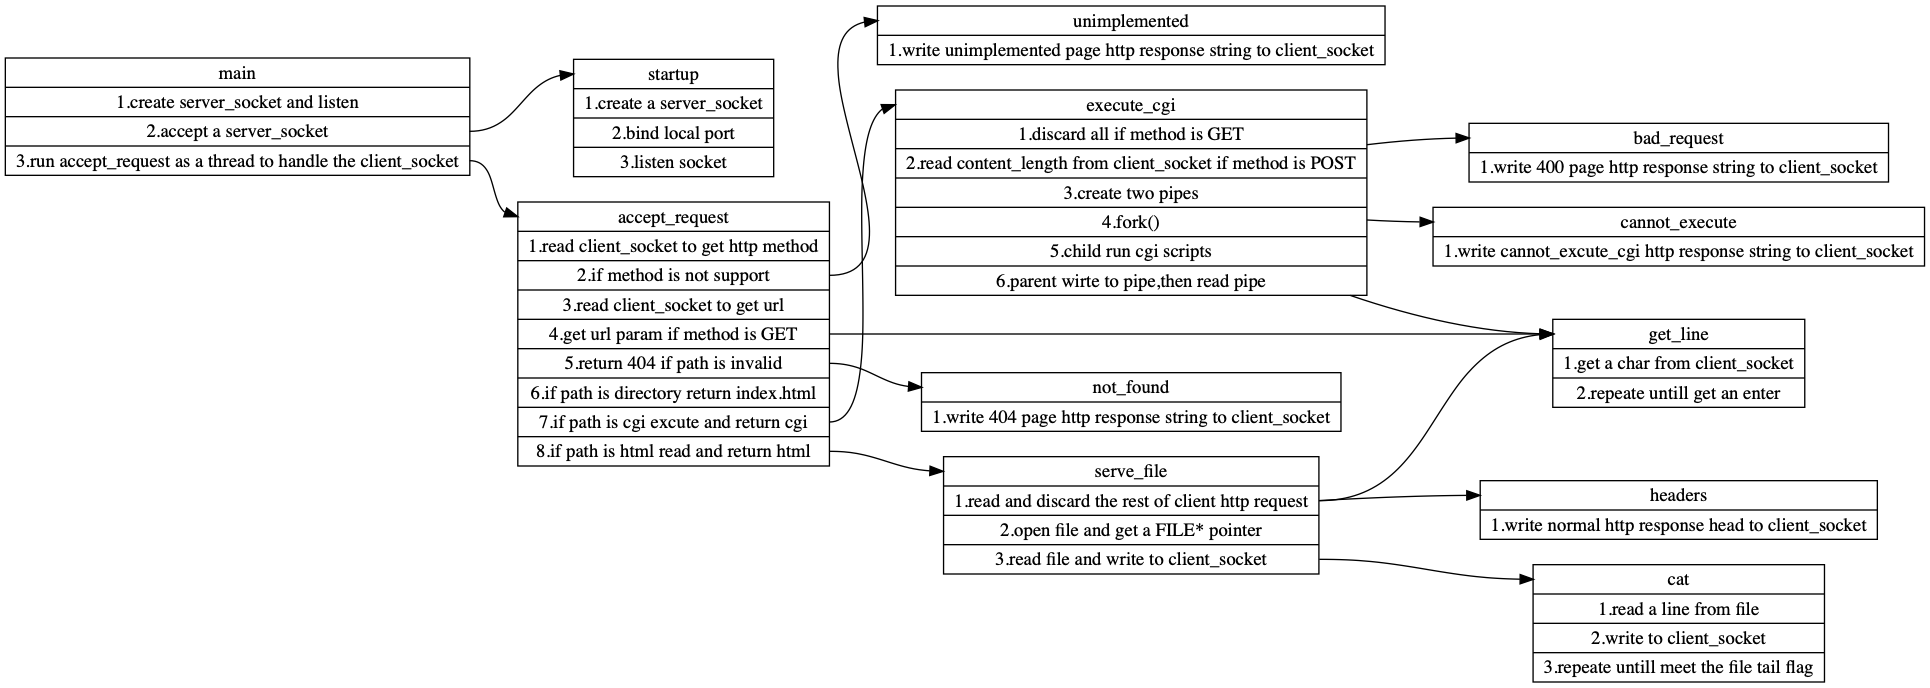 main
1.create server_socket and listen
2.accept a server_socket
3.run accept_request as a thread to handle the client_socket
startup
1.create a server_socket
2.bind local port
3.listen socket
accept_request
1.read client_socket to get http method
2.if method is not support
3.read client_socket to get url
4.get url param if method is GET
5.return 404 if path is invalid
6.if path is directory return index.html
7.if path is cgi excute and return cgi
8.if path is html read and return html
unimplemented
1.write unimplemented page http response string to client_socket
execute_cgi
1.discard all if method is GET
2.read content_length from client_socket if method is POST
3.create two pipes
4.fork()
5.child run cgi scripts
6.parent wirte to pipe,then read pipe
not_found
1.write 404 page http response string to client_socket
serve_file
1.read and discard the rest of client http request
2.open file and get a FILE* pointer
3.read file and write to client_socket
bad_request
1.write 400 page http response string to client_socket
cannot_execute
1.write cannot_excute_cgi http response string to client_socket
get_line
1.get a char from client_socket
2.repeate untill get an enter
headers
1.write normal http response head to client_socket
cat
1.read a line from file
2.write to client_socket
3.repeate untill meet the file tail flag